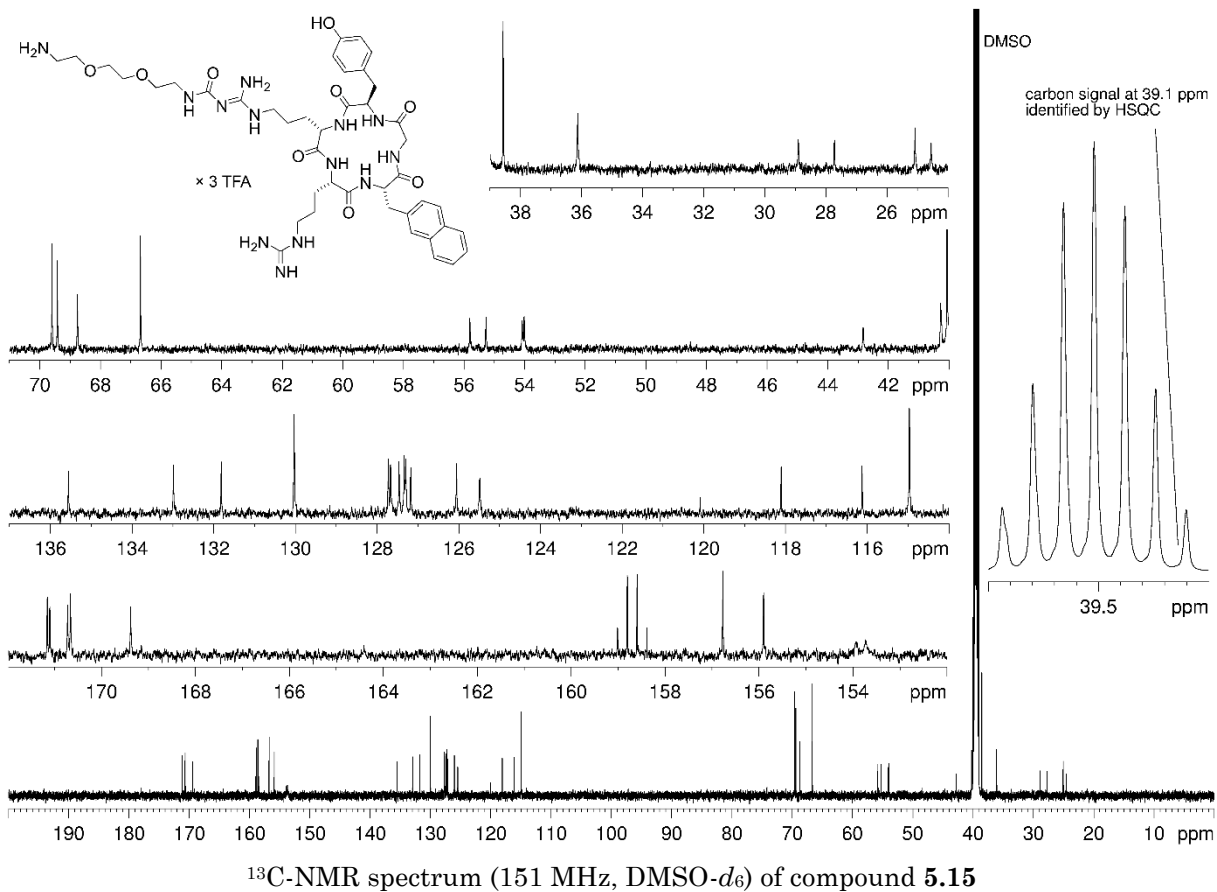 HO
H₂N
O
O
H
N
O
N
NH₂
N
H
O
N
H
NH
O
O
H
N
NH
O
H
N
O
N
H
O
H₂N
H
N
NH
× 3 TFA
38 36 34 32 30 28 26 ppm
DMSO
carbon signal at 39.1 ppm
identified by HSQC
70 68 66 64 62 60 58 56 54 52 50 48 46 44 42 ppm
136 134 132 130 128 126 124 122 120 118 116 ppm
39.5 ppm
170 168 166 164 162 160 158 156 154 ppm
190 180 170 160 150 140 130 120 110 100 90 80 70 60 50 40 30 20 10 ppm
¹³C-NMR spectrum (151 MHz, DMSO-d₆) of compound 5.15